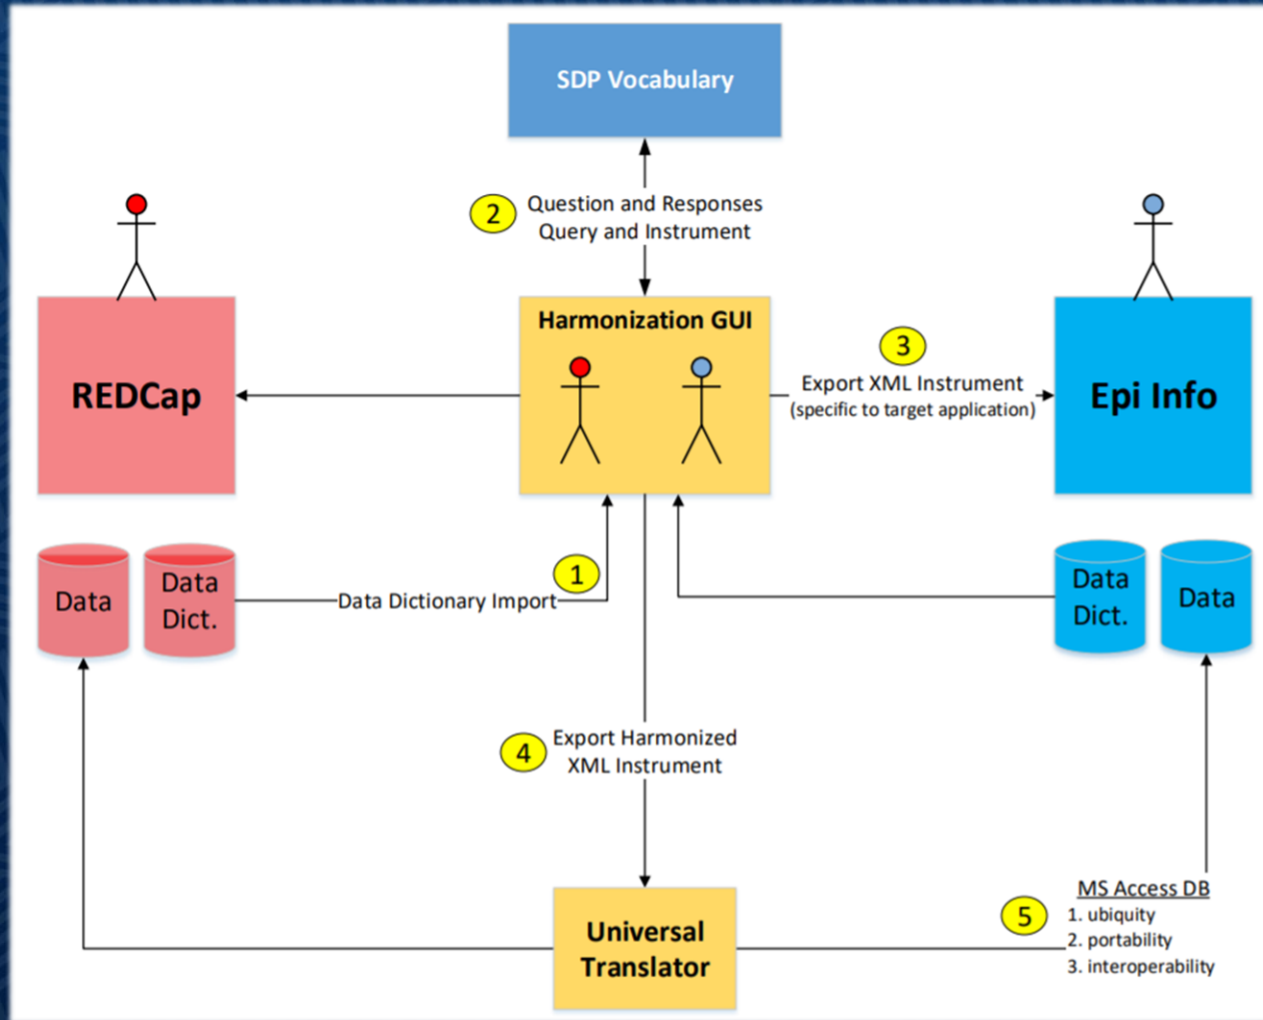 SDP Vocabulary
2
Question and Responses
Query and Instrument
Harmonization GUI
REDCap
3
Export XML Instrument
(specific to target application)
Epi Info
Data
Data
Dict.
1
Data Dictionary Import
Data
Dict.
Data
4
Export Harmonized
XML Instrument
Universal
Translator
5
MS Access DB
1. ubiquity
2. portability
3. interoperability